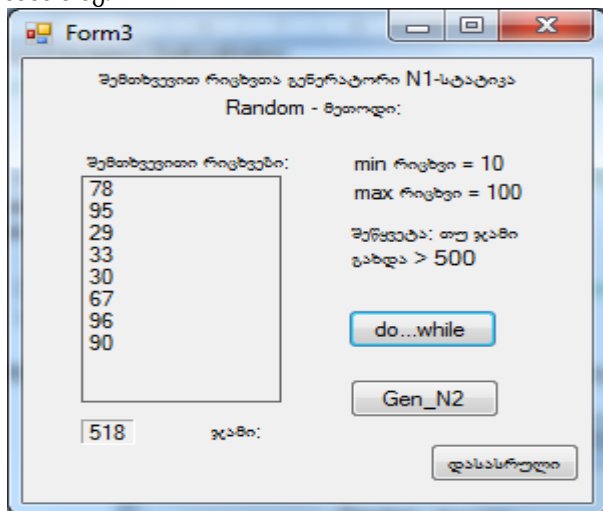 Form3
შემთხვევით რიცხვთა გენერატორი N1-სტატიკა
Random - მეთოდი:
შემთხვევითი რიცხვები:
78
95
29
33
30
67
96
90
518
ჯამი:
min რიცხვი = 10
max რიცხვი = 100
შეწყვეტა: თუ ჯამი
გახდა > 500
do...while
Gen_N2
დასასრული